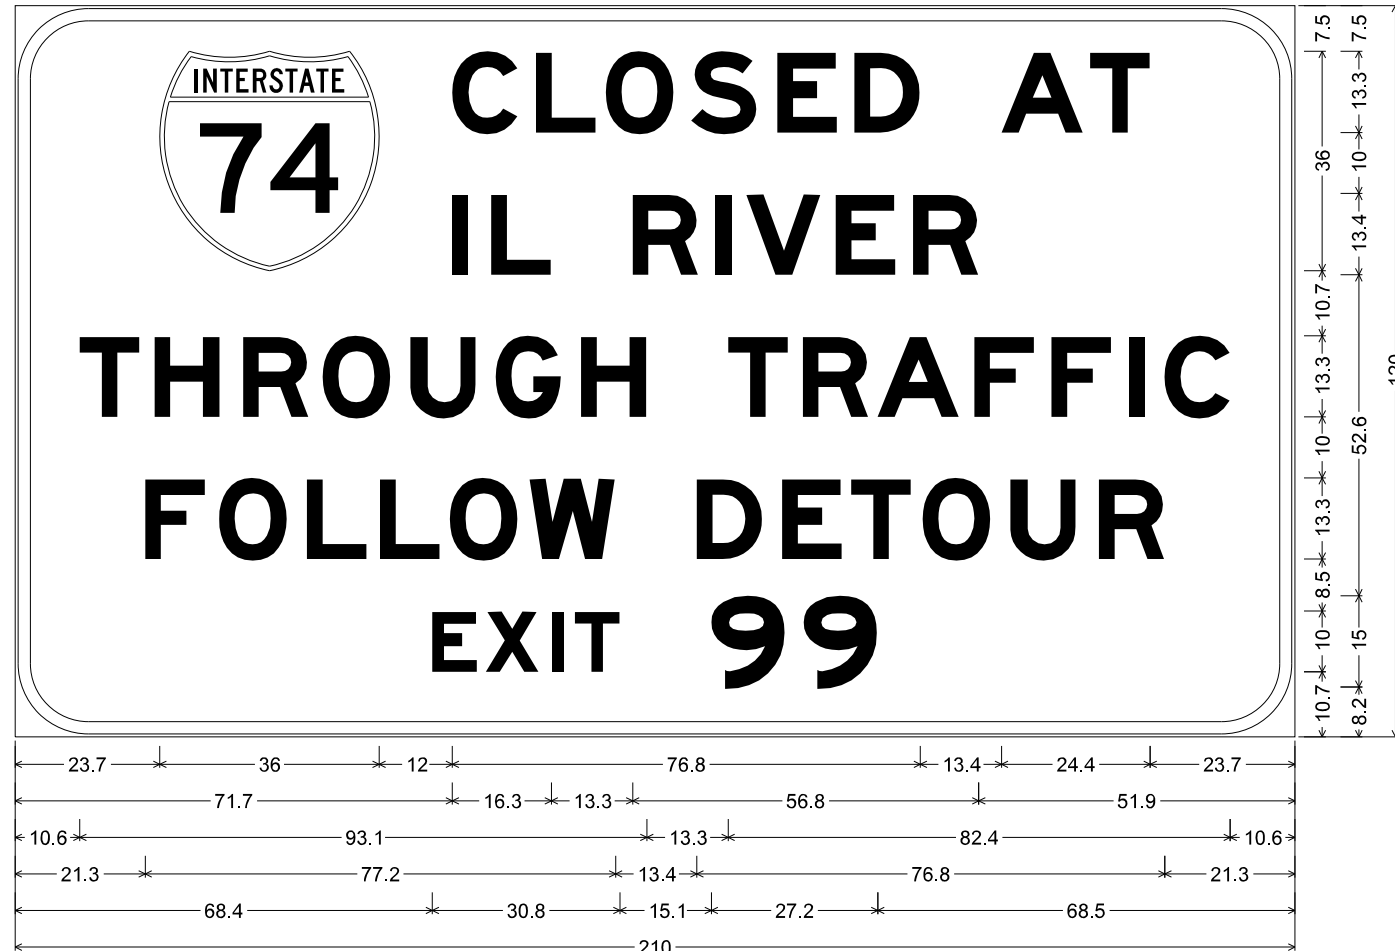 INTERSTATE
74
CLOSED AT
IL RIVER
THROUGH TRAFFIC
FOLLOW DETOUR
EXIT 99
7.5 36 10.7 13.3 10 13.3 8.5 10 10.7
7.5 13.3 10 13.4 52.6 15 8.2
23.7 36 12 76.8 13.4 24.4 23.7
71.7 16.3 13.3 56.8 51.9
10.6 93.1 13.3 82.4 10.6
21.3 77.2 13.4 76.8 21.3
68.4 30.8 15.1 27.2 68.5
210